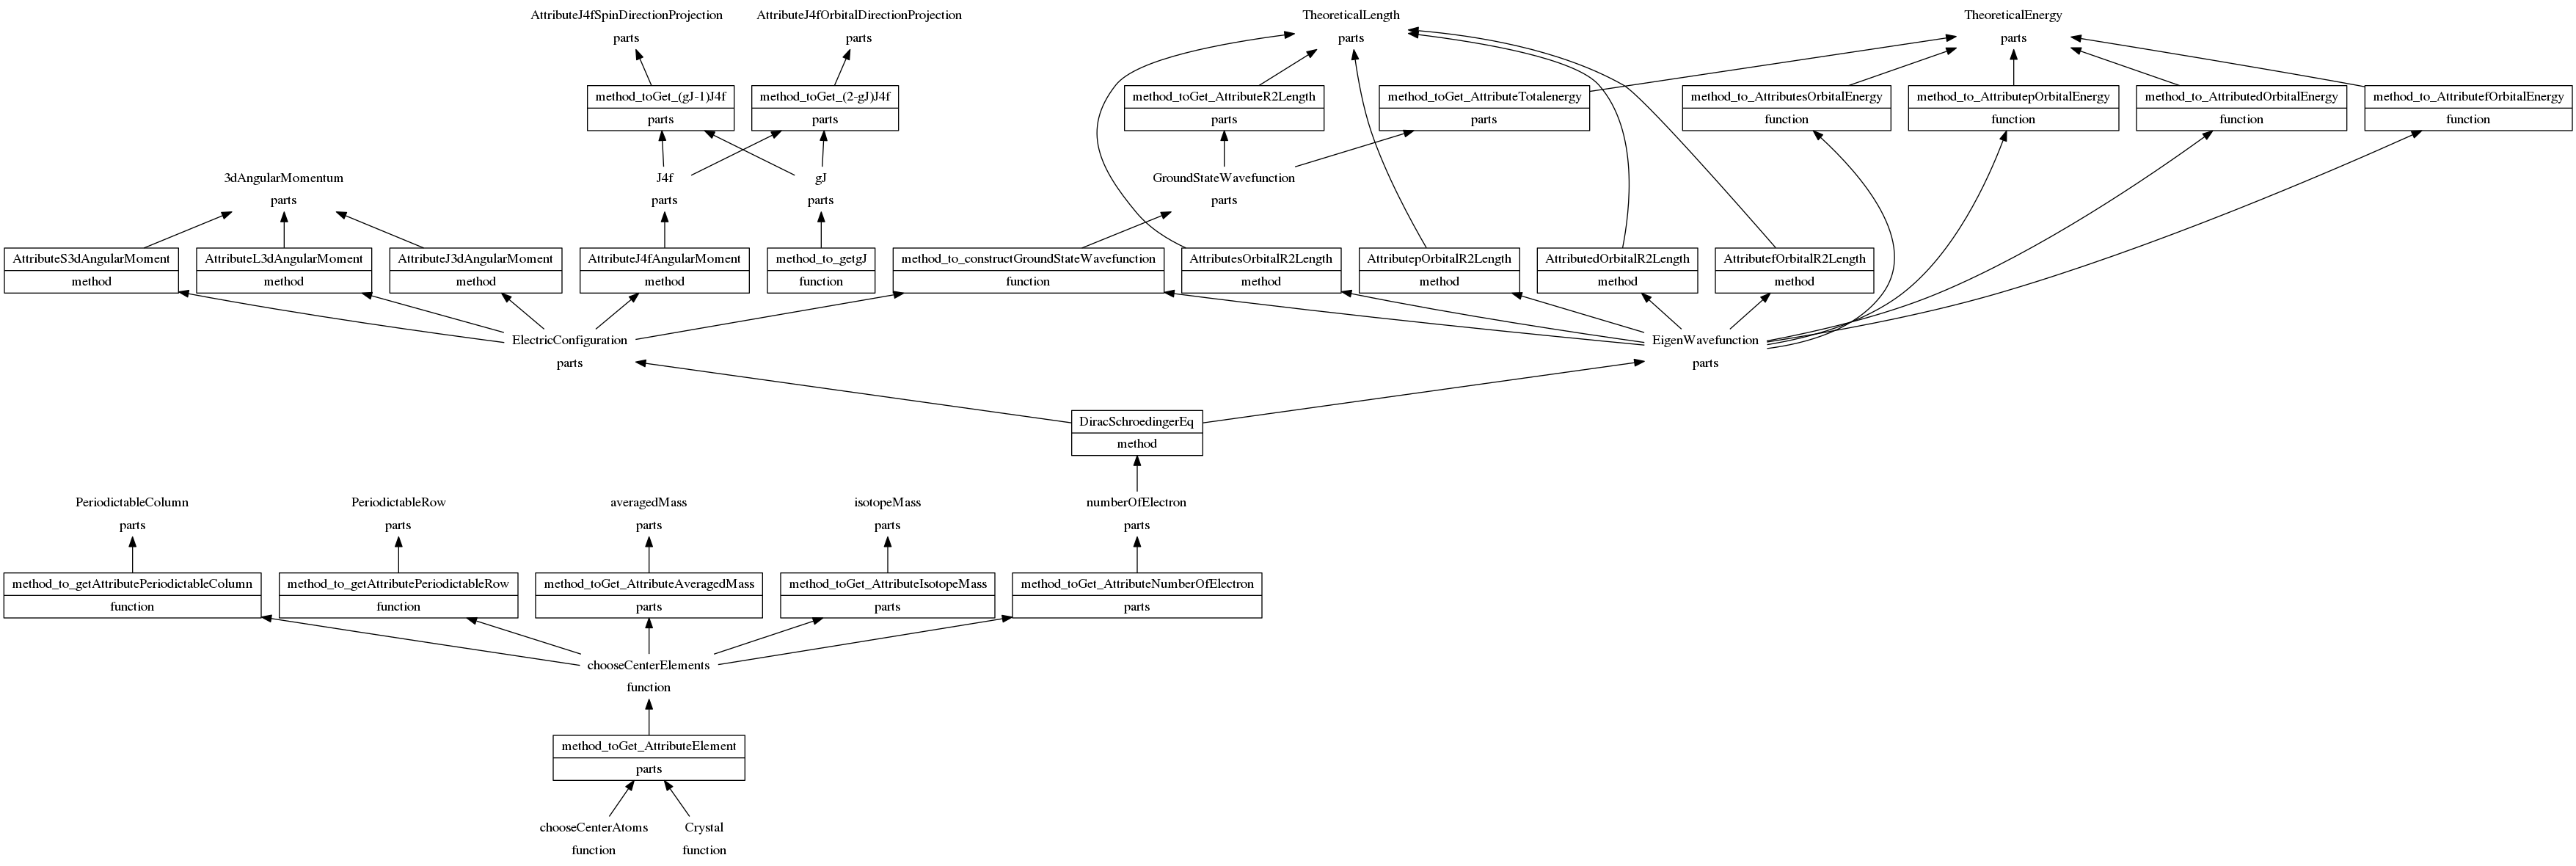 AttributeJ4fSpinDirectionProjection
parts
AttributeJ4fOrbitalDirectionProjection
parts
TheoreticalLength
parts
TheoreticalEnergy
parts
method_toGet_(gJ-1)J4f
parts
method_toGet_(2-gJ)J4f
parts
method_toGet_AttributeR2Length
parts
method_toGet_AttributeTotalenergy
parts
method_to_AttributesOrbitalEnergy
function
method_to_AttributepOrbitalEnergy
function
method_to_AttributedOrbitalEnergy
function
method_to_AttributefOrbitalEnergy
function
3dAngularMomentum
parts
J4f
parts
gJ
parts
GroundStateWavefunction
parts
AttributeS3dAngularMoment
method
AttributeL3dAngularMoment
method
AttributeJ3dAngularMoment
method
AttributeJ4fAngularMoment
method
method_to_getgJ
function
method_to_constructGroundStateWavefunction
function
AttributesOrbitalR2Length
method
AttributepOrbitalR2Length
method
AttributedOrbitalR2Length
method
AttributefOrbitalR2Length
method
ElectricConfiguration
parts
EigenWavefunction
parts
DiracSchroedingerEq
method
PeriodictableColumn
parts
PeriodictableRow
parts
averagedMass
parts
isotopeMass
parts
numberOfElectron
parts
method_to_getAttributePeriodictableColumn
function
method_to_getAttributePeriodictableRow
function
method_toGet_AttributeAveragedMass
parts
method_toGet_AttributeIsotopeMass
parts
method_toGet_AttributeNumberOfElectron
parts
chooseCenterElements
function
method_toGet_AttributeElement
parts
chooseCenterAtoms
function
Crystal
function